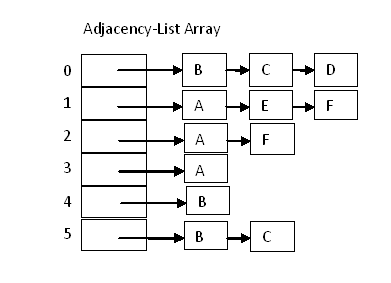 Adjacency-List Array
0 B C D
1 A E F
2 A F
3 A
4 B
5 B C